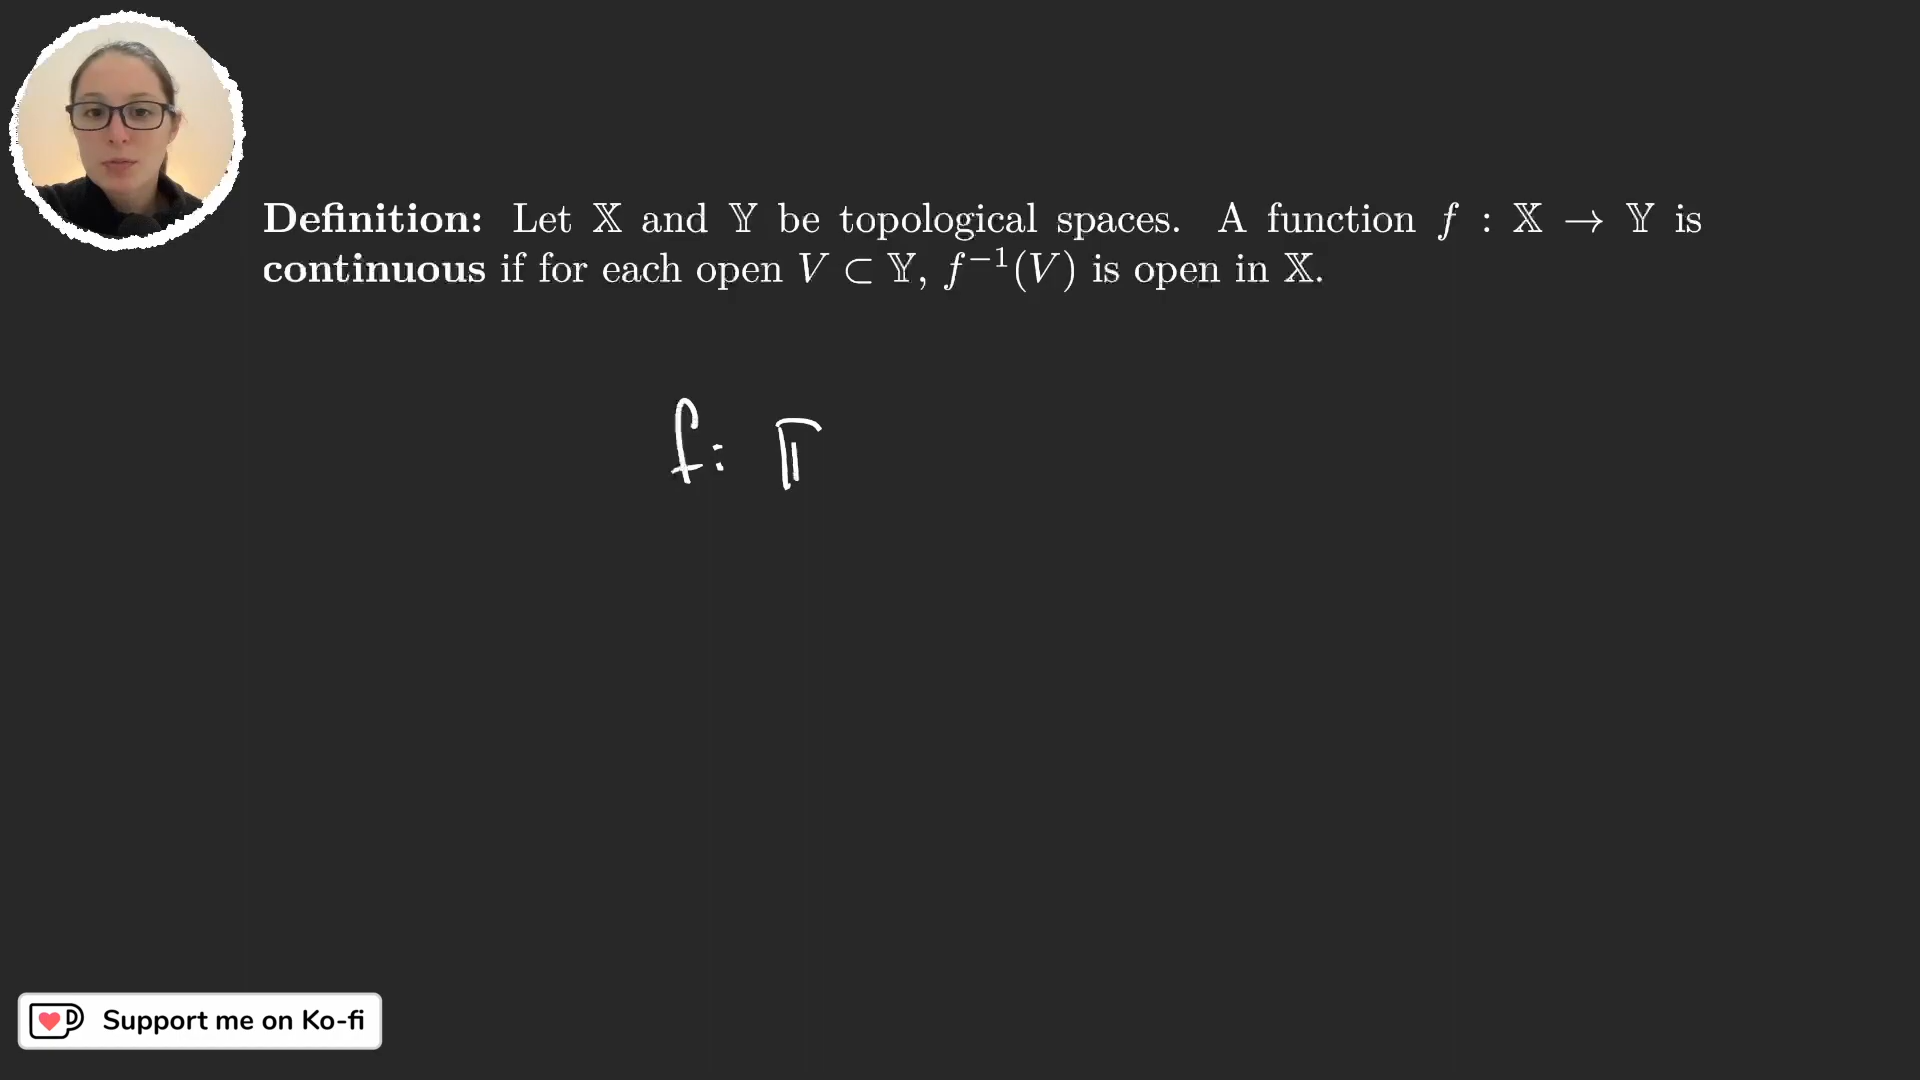 Definition: Let 𝕏 and 𝕐 be topological spaces. A function f : 𝕏 → 𝕐 is
continuous if for each open V ⊂ 𝕐, f⁻¹(V) is open in 𝕏.
f:
Support me on Ko-fi